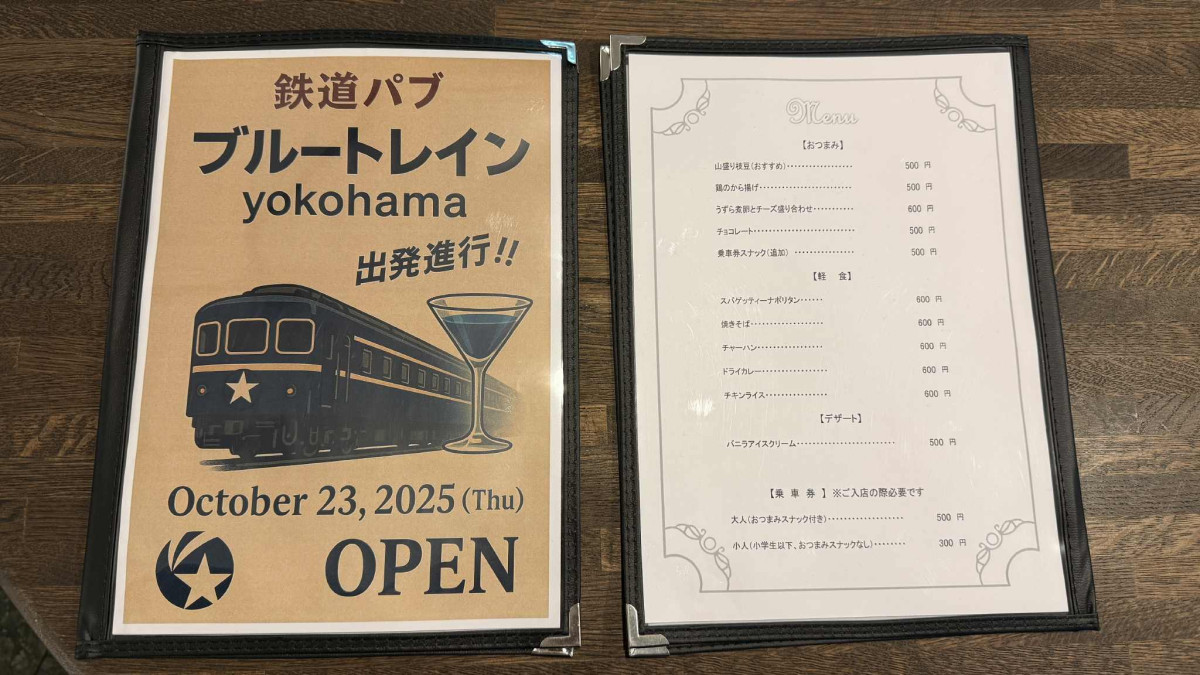 鉄道パブ
ブルートレイン
yokohama
出発進行!!
October 23, 2025 (Thu)
OPEN
Menu
【おつまみ】
山盛り枝豆(おすすめ)・・・・・・・・・・・・・・・・・・ 500 円
鶏のから揚げ・・・・・・・・・・・・・・・・・・・・・・・・・ 500 円
うずら煮卵とチーズ盛り合わせ・・・・・・・・・・・ 600 円
チョコレート・・・・・・・・・・・・・・・・・・・・・・・・・・・ 500 円
乗車券スナック(追加) ・・・・・・・・・・・・・・・・ 500 円
【軽 食】
スパゲッティーナポリタン・・・・・・ 600 円
焼きそば・・・・・・・・・・・・・・・・・・・・ 600 円
チャーハン・・・・・・・・・・・・・・・・・・ 600 円
ドライカレー・・・・・・・・・・・・・・・・・・ 600 円
チキンライス・・・・・・・・・・・・・・・・・ 600 円
【デザート】
バニラアイスクリーム・・・・・・・・・・・・・・・・・・・・・・・・・・ 500 円
【乗 車 券 】※ご入店の際必要です
大人(おつまみスナック付き)・・・・・・・・・・・・・・・・・・・・ 500 円
小人(小学生以下、おつまみスナックなし)・・・・・・・・ 300 円